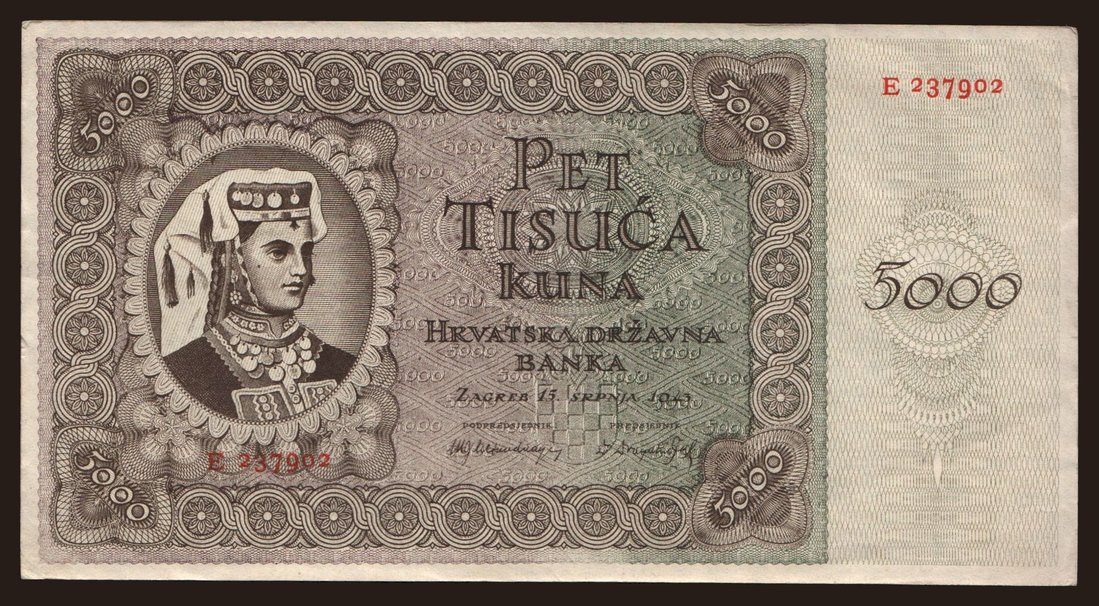 5000
5000
E 237902
PET
TISUĆA
KUNA
5000
HRVATSKA DRŽAVNA
BANKA
ZAGREB 15. SRPNJA 1943.
PODPREDSJEDNIK
PREDSJEDNIK
E 237902
5000
5000